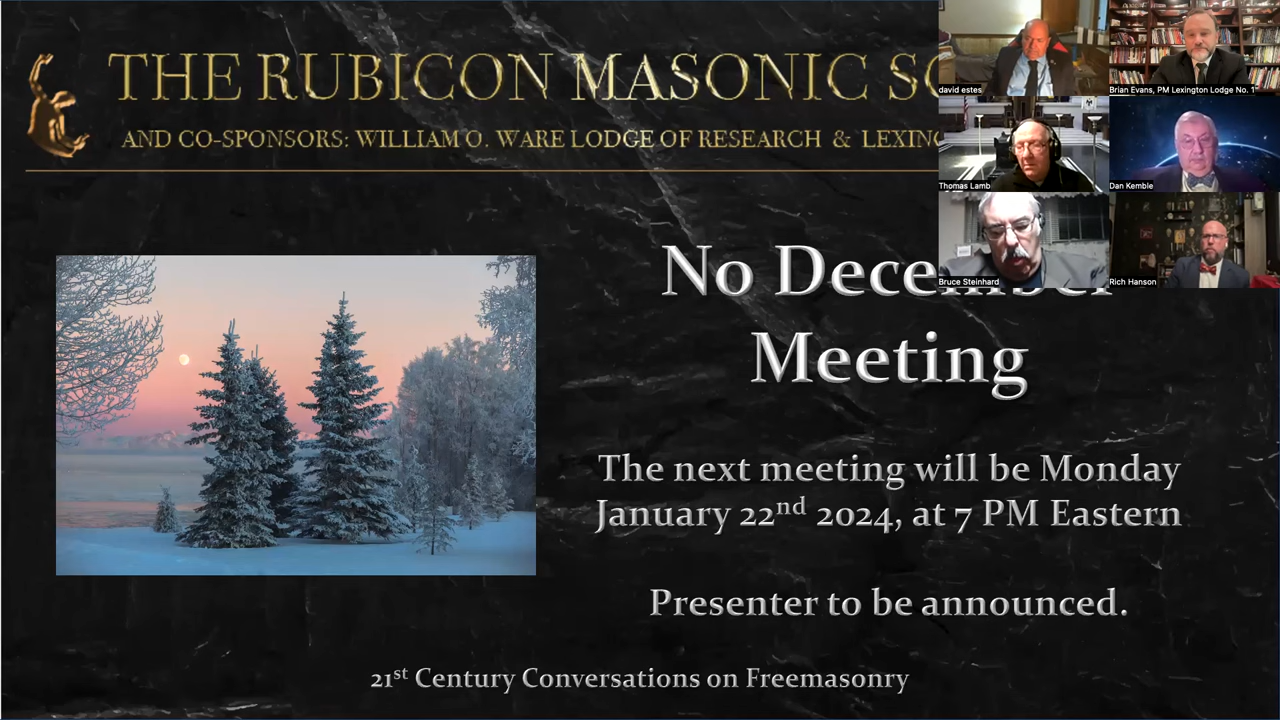 THE RUBICON MASONIC SO
AND CO-SPONSORS: WILLIAM O. WARE LODGE OF RESEARCH & LEXING
david estes
Brian Evans, PM Lexington Lodge No. 1
Thomas Lamb
Dan Kemble
Bruce Steinhard
Rich Hanson
No December
Meeting
The next meeting will be Monday
January 22nd 2024, at 7 PM Eastern
Presenter to be announced.
21st Century Conversations on Freemasonry